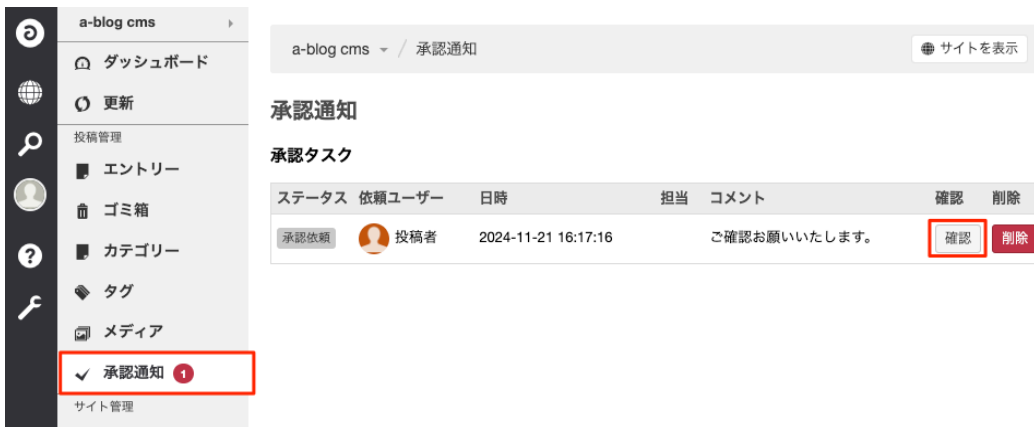 a-blog cms
ダッシュボード
更新
投稿管理
エントリー
ゴミ箱
カテゴリー
タグ
メディア
承認通知 1
サイト管理
a-blog cms / 承認通知
サイトを表示
承認通知
承認タスク
ステータス 依頼ユーザー 日時 担当 コメント 確認 削除
承認依頼 投稿者 2024-11-21 16:17:16 ご確認お願いいたします。 確認 削除